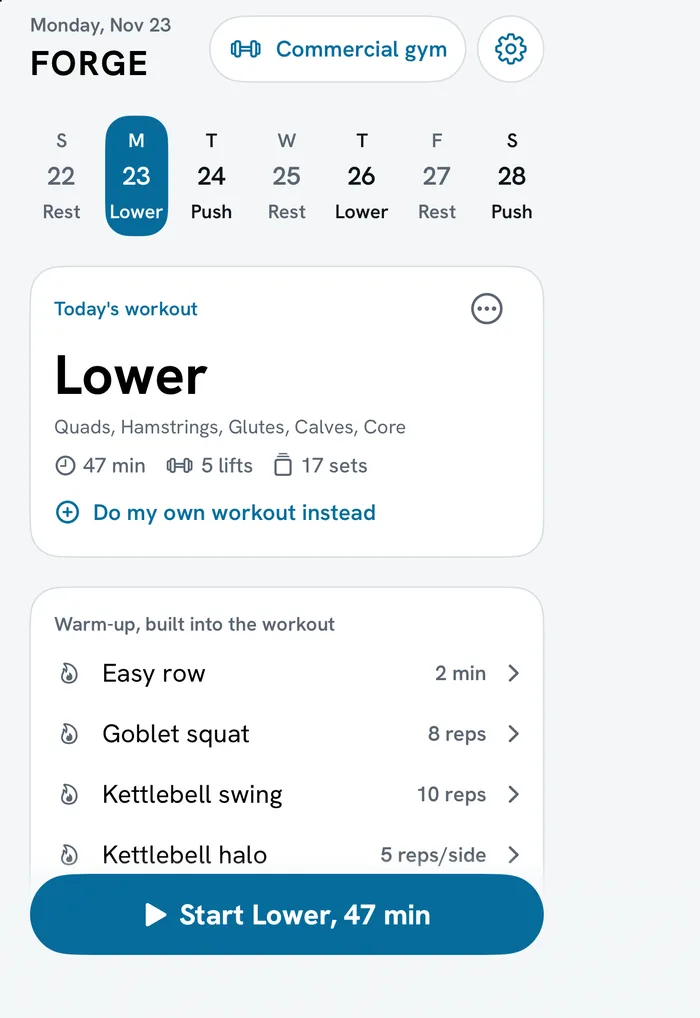 Monday, Nov 23
FORGE
Commercial gym
S M T W T F S
22 23 24 25 26 27 28
Rest Lower Push Rest Lower Rest Push
Today's workout
Lower
Quads, Hamstrings, Glutes, Calves, Core
47 min 5 lifts 17 sets
Do my own workout instead
Warm-up, built into the workout
Easy row 2 min
Goblet squat 8 reps
Kettlebell swing 10 reps
Kettlebell halo 5 reps/side
Start Lower, 47 min